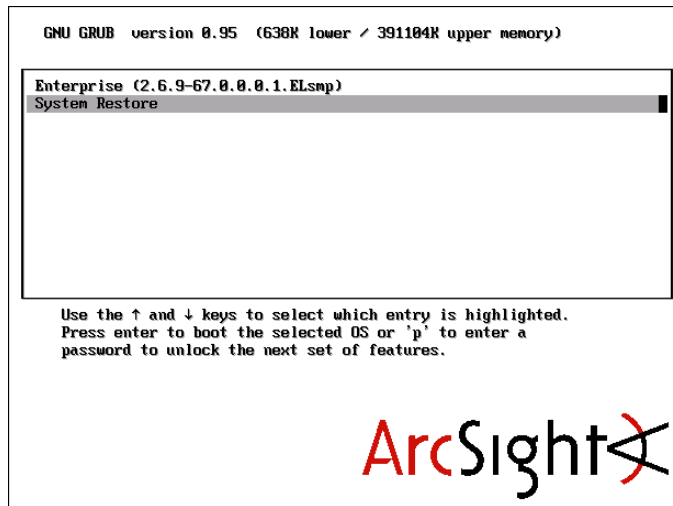 GNU GRUB version 0.95 (638K lower / 391104K upper memory)
Enterprise (2.6.9-67.0.0.0.1.ELsmp)
System Restore
Use the ↑ and ↓ keys to select which entry is highlighted.
Press enter to boot the selected OS or 'p' to enter a
password to unlock the next set of features.
ArcSight